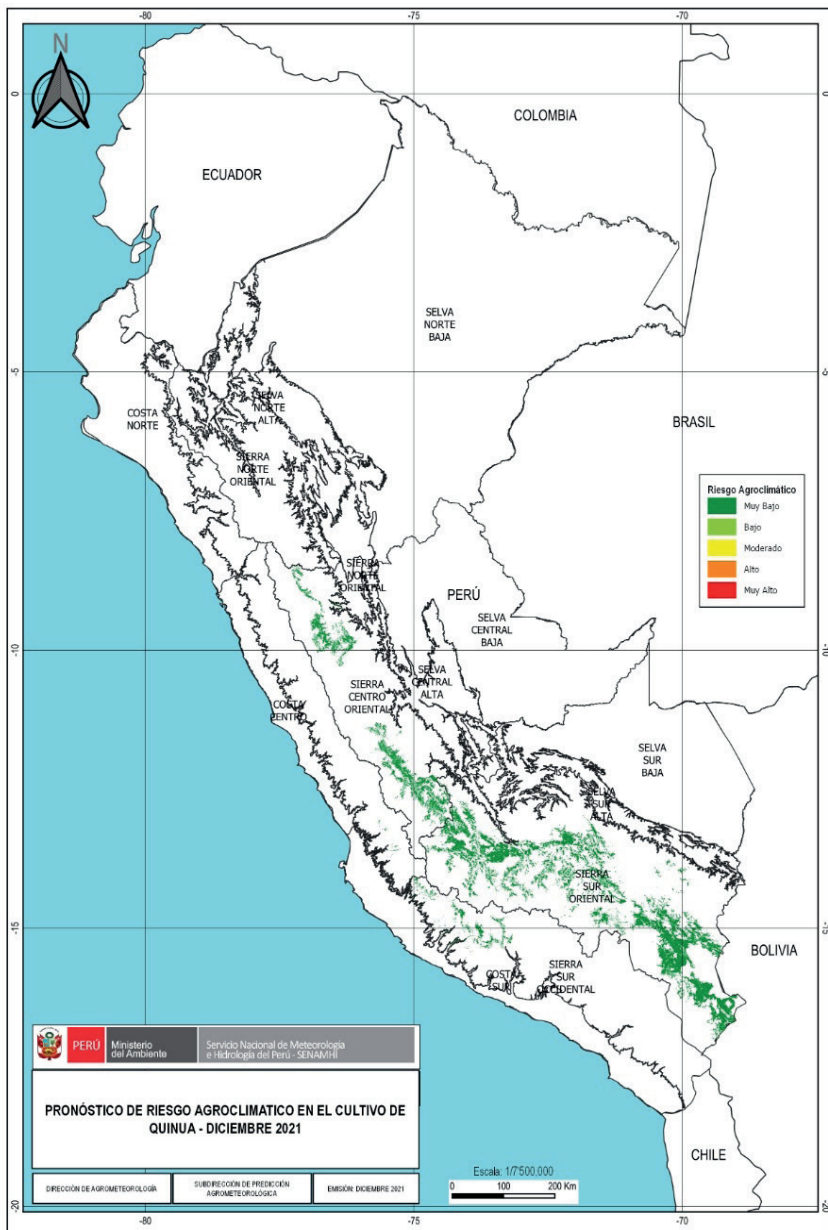 -80
-75
-70
N
0
COLOMBIA
ECUADOR
SELVA
NORTE
BAJA
-5
COSTA
NORTE
SELVA
NORTE
ALTA
BRASIL
SIERRA
NORTE
ORIENTAL
Riesgo Agroclimático
Muy Bajo
Bajo
Moderado
Alto
Muy Alto
SIERRA
NORTE
ORIENTAL
PERÚ
SELVA
CENTRAL
BAJA
-10
SELVA
CENTRAL
ALTA
SIERRA
CENTRO
ORIENTAL
COSTA
CENTRO
SELVA
SUR
BAJA
SELVA
SUR
ALTA
SIERRA
SUR
ORIENTAL
-15
BOLIVIA
COSTA
SUR
SIERRA
SUR
OCCIDENTAL
PERÚ
Ministerio
del Ambiente
Servicio Nacional de Meteorología
e Hidrología del Perú - SENAMHI
PRONÓSTICO DE RIESGO AGROCLIMATICO EN EL CULTIVO DE
QUINUA - DICIEMBRE 2021
DIRECCIÓN DE AGROMETEOROLOGÍA
SUBDIRECCIÓN DE PREDICCIÓN
AGROMETEOROLÓGICA
EMISIÓN: DICIEMBRE 2021
CHILE
Escala: 1/7'500,000
0 100 200 Km
-20
-80
-75
-70